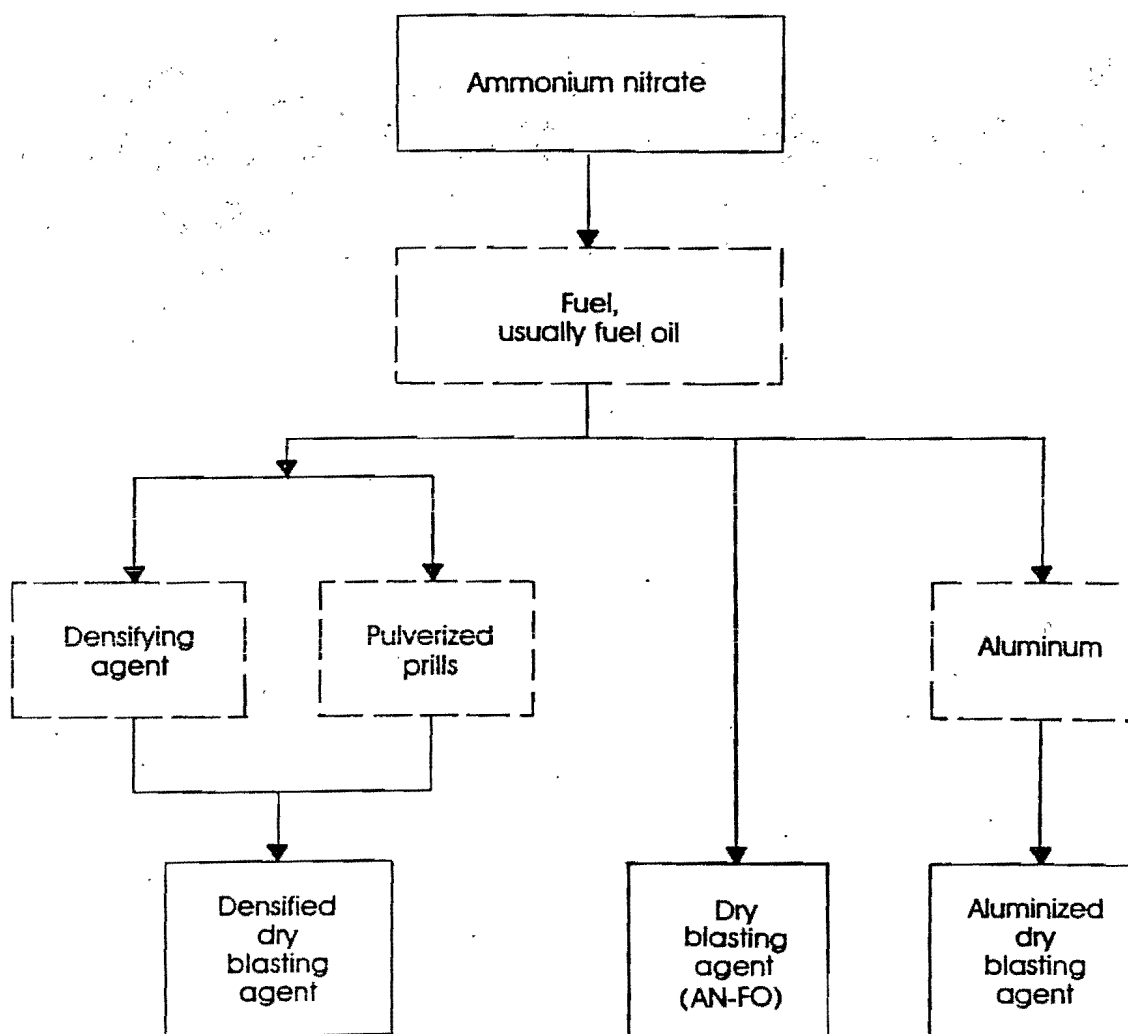 Ammonium nitrate
Fuel,
usually fuel oil
Densifying
agent
Pulverized
prills
Aluminum
Densified
dry
blasting
agent
Dry
blasting
agent
(AN-FO)
Aluminized
dry
blasting
agent